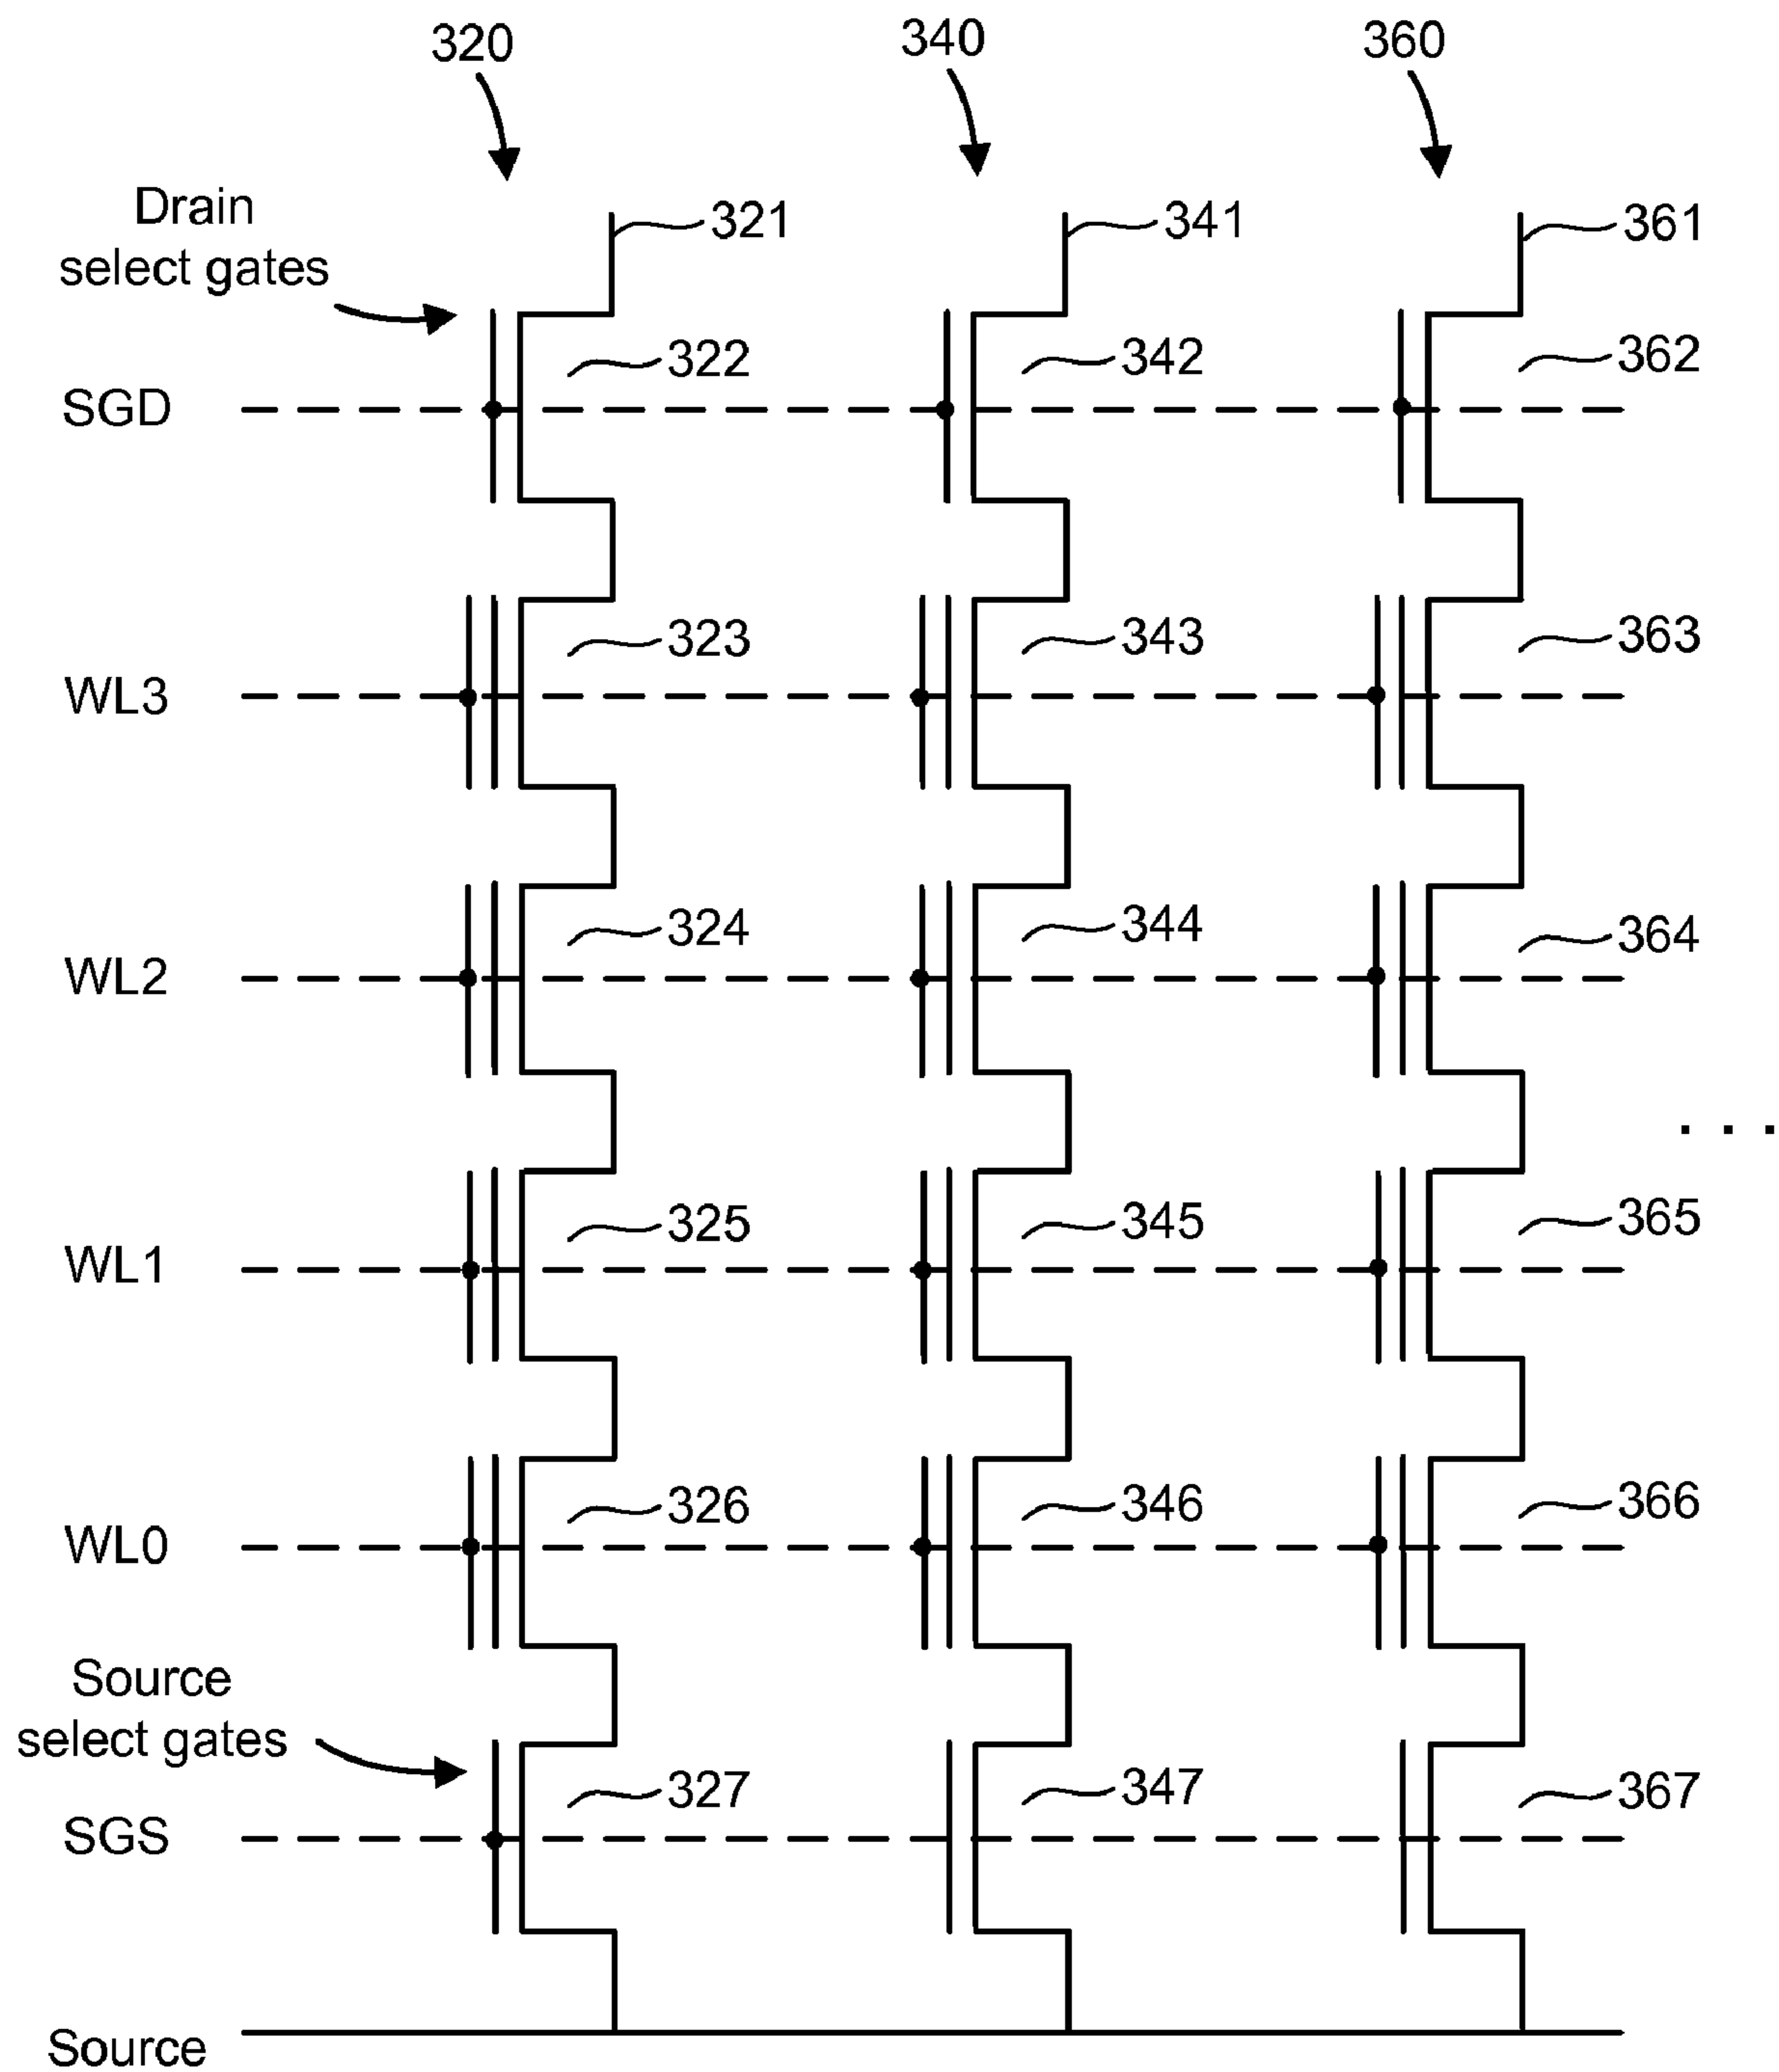 320 340 360
Drain
select gates
321 341 361
322 342 362
SGD
323 343 363
WL3
324 344 364
WL2
. . .
325 345 365
WL1
326 346 366
WL0
Source
select gates
327 347 367
SGS
Source